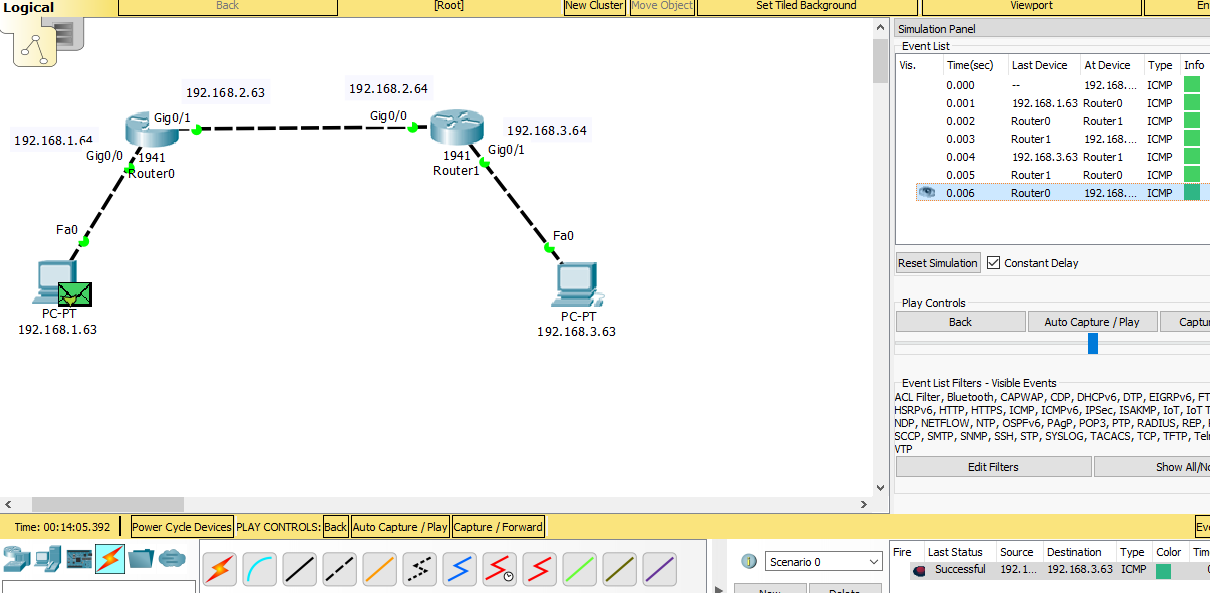 Logical
Back
[Root]
New Cluster
Move Object
Set Tiled Background
Viewport
En
192.168.2.63
192.168.2.64
Gig0/1
Gig0/0
192.168.1.64
Gig0/0
1941
Router0
192.168.3.64
Gig0/1
1941
Router1
Fa0
Fa0
PC-PT
192.168.1.63
PC-PT
192.168.3.63
Simulation Panel
Event List
Vis. Time(sec) Last Device At Device Type Info
0.000 -- 192.168.... ICMP
0.001 192.168.1.63 Router0 ICMP
0.002 Router0 Router1 ICMP
0.003 Router1 192.168.... ICMP
0.004 192.168.3.63 Router1 ICMP
0.005 Router1 Router0 ICMP
0.006 Router0 192.168.... ICMP
Reset Simulation Constant Delay
Play Controls
Back Auto Capture / Play Captu
Event List Filters - Visible Events
ACL Filter, Bluetooth, CAPWAP, CDP, DHCPv6, DTP, EIGRPv6, FT
HSRPv6, HTTP, HTTPS, ICMP, ICMPv6, IPSec, ISAKMP, IoT, IoT T
NDP, NETFLOW, NTP, OSPFv6, PAgP, POP3, PTP, RADIUS, REP,
SCCP, SMTP, SNMP, SSH, STP, SYSLOG, TACACS, TCP, TFTP, Tel
VTP
Edit Filters Show All/No
Time: 00:14:05.392 Power Cycle Devices PLAY CONTROLS: Back Auto Capture / Play Capture / Forward Eve
Scenario 0
New Delete
Fire Last Status Source Destination Type Color Tim
Successful 192.1... 192.168.3.63 ICMP